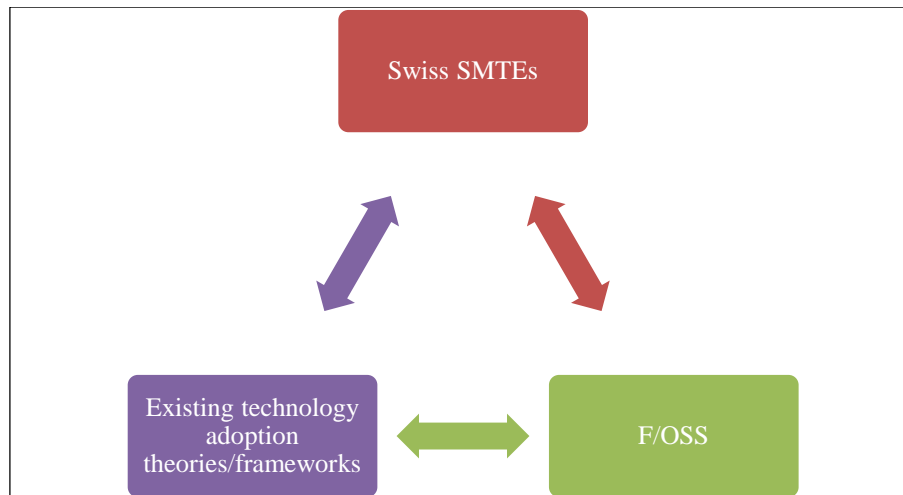 Swiss SMTEs
Existing technology
adoption
theories/frameworks
F/OSS